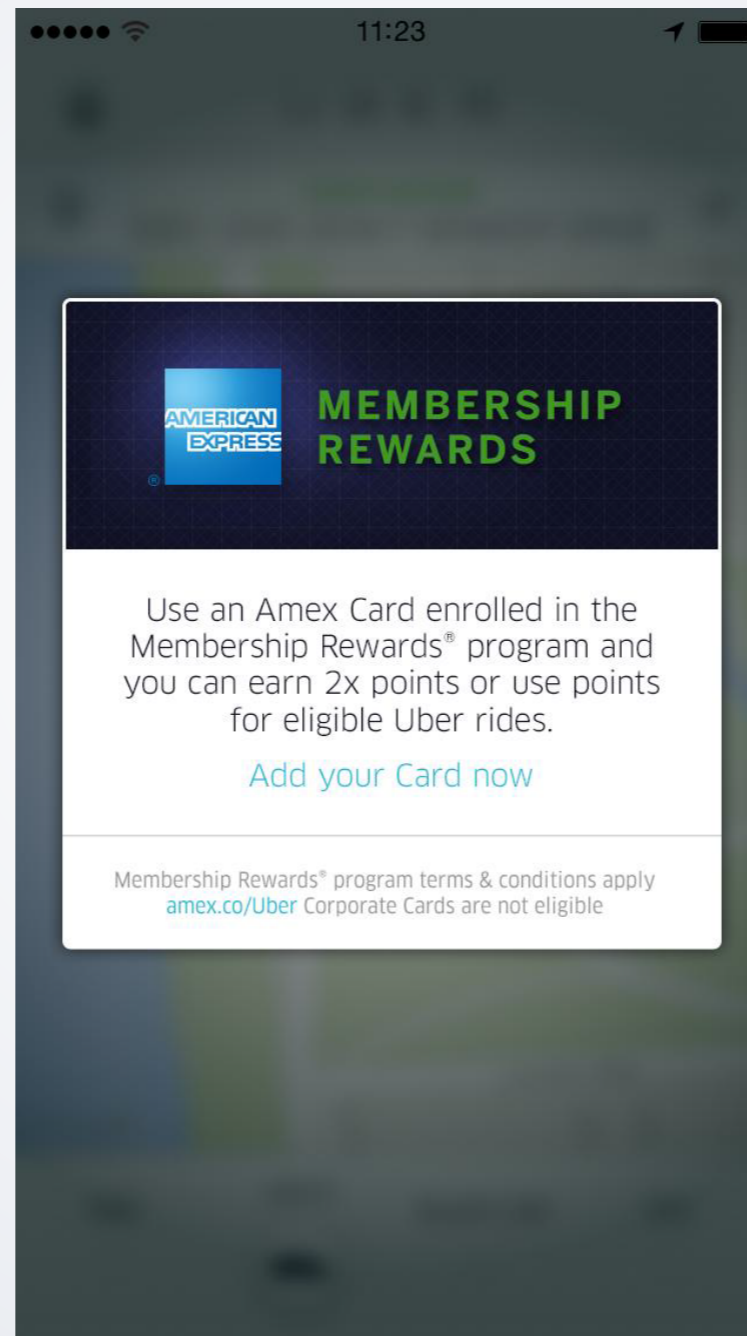 11:23
AMERICAN
EXPRESS
®
MEMBERSHIP
REWARDS
Use an Amex Card enrolled in the
Membership Rewards® program and
you can earn 2x points or use points
for eligible Uber rides.
Add your Card now
Membership Rewards® program terms & conditions apply
amex.co/Uber Corporate Cards are not eligible